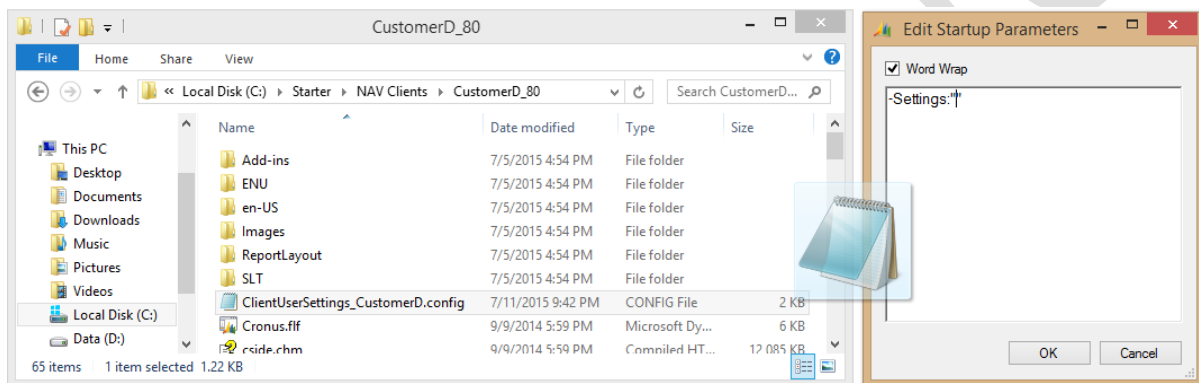 CustomerD_80
File Home Share View
« Local Disk (C:) Starter NAV Clients CustomerD_80 Search CustomerD...
This PC
Desktop
Documents
Downloads
Music
Pictures
Videos
Local Disk (C:)
Data (D:)
Name Date modified Type Size
Add-ins 7/5/2015 4:54 PM File folder
ENU 7/5/2015 4:54 PM File folder
en-US 7/5/2015 4:54 PM File folder
Images 7/5/2015 4:54 PM File folder
ReportLayout 7/5/2015 4:54 PM File folder
SLT 7/5/2015 4:54 PM File folder
ClientUserSettings_CustomerD.config 7/11/2015 9:42 PM CONFIG File 2 KB
Cronus.flf 9/9/2014 5:59 PM Microsoft Dy... 6 KB
cside.chm 9/9/2014 5:59 PM Compiled HT... 12 085 KB
65 items 1 item selected 1.22 KB
Edit Startup Parameters
Word Wrap
-Settings:""
OK Cancel